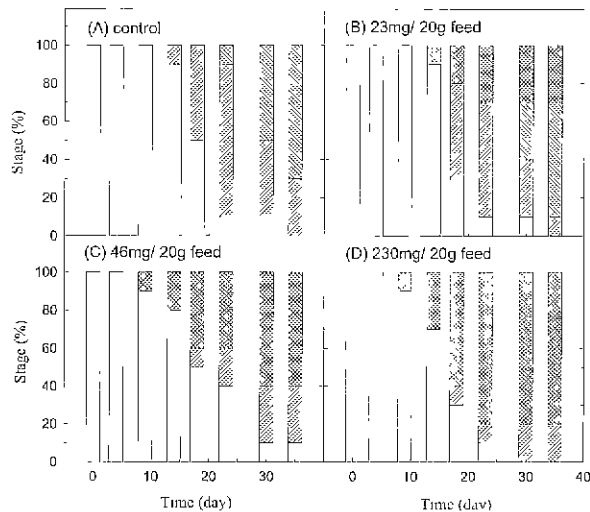 (A) control
(B) 23mg/ 20g feed
100
80
60
40
20
0
Stage (%)
(C) 46mg/ 20g feed
(D) 230mg/ 20g feed
100
80
60
40
20
0
Stage (%)
0 10 20 30
0 10 20 30 40
Time (day)
Time (day)